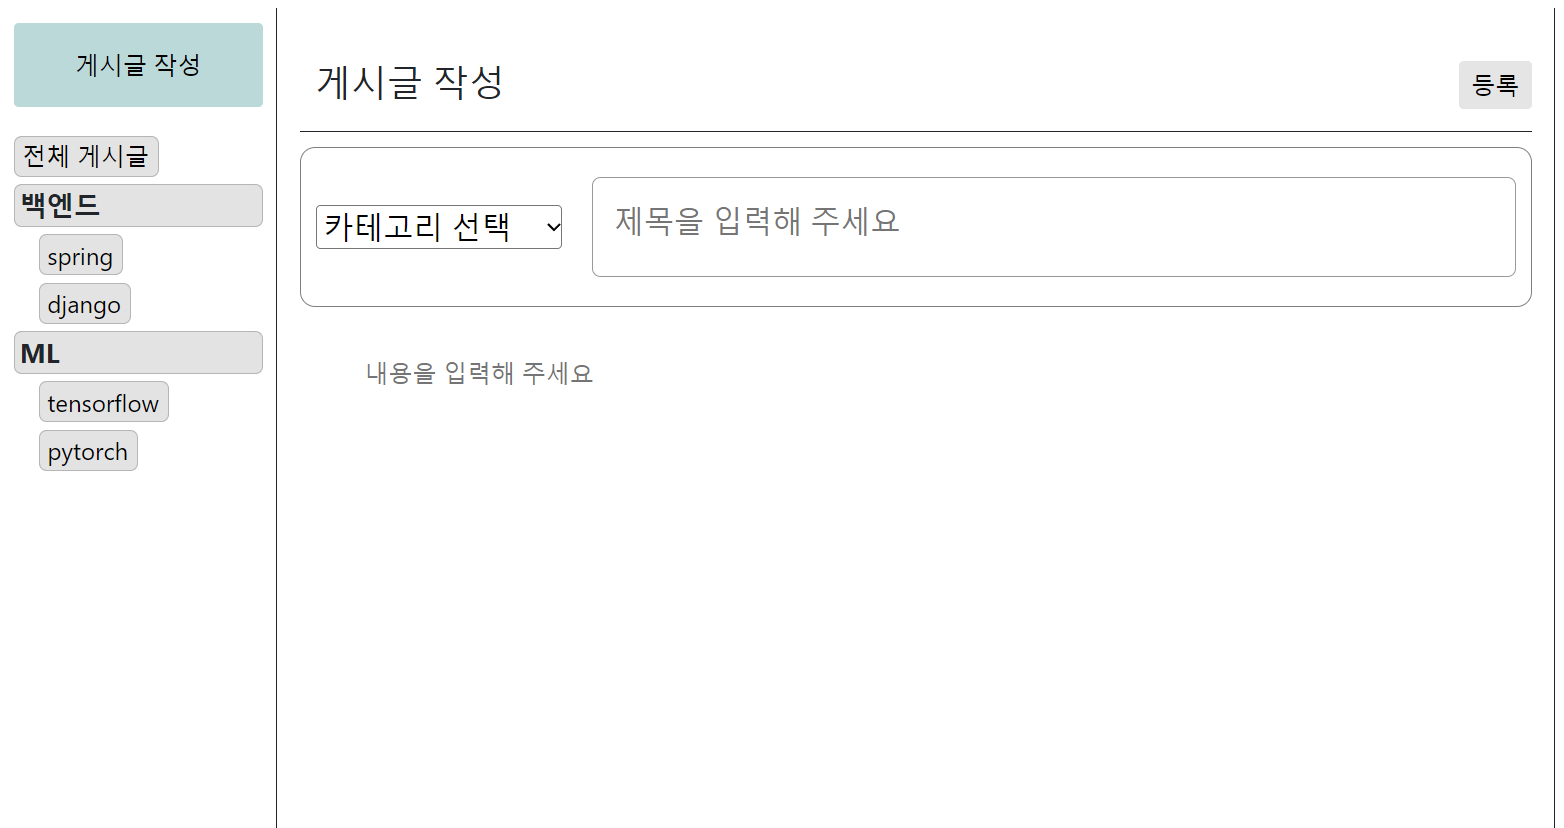 게시글 작성
전체 게시글
백엔드
spring
django
ML
tensorflow
pytorch
게시글 작성
등록
카테고리 선택
제목을 입력해 주세요
내용을 입력해 주세요